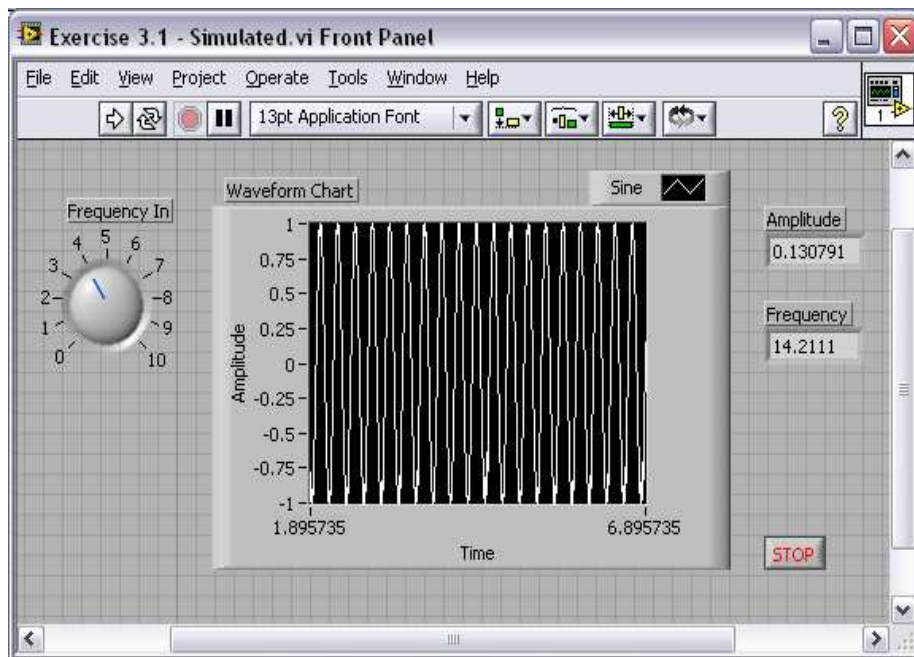 Exercise 3.1 - Simulated.vi Front Panel
File Edit View Project Operate Tools Window Help
13pt Application Font
1
Frequency In
0
1
2
3
4
5
6
7
8
9
10
Waveform Chart
Sine
Amplitude
1
0.75
0.5
0.25
0
-0.25
-0.5
-0.75
-1
1.895735 6.895735
Time
Amplitude
0.130791
Frequency
14.2111
STOP